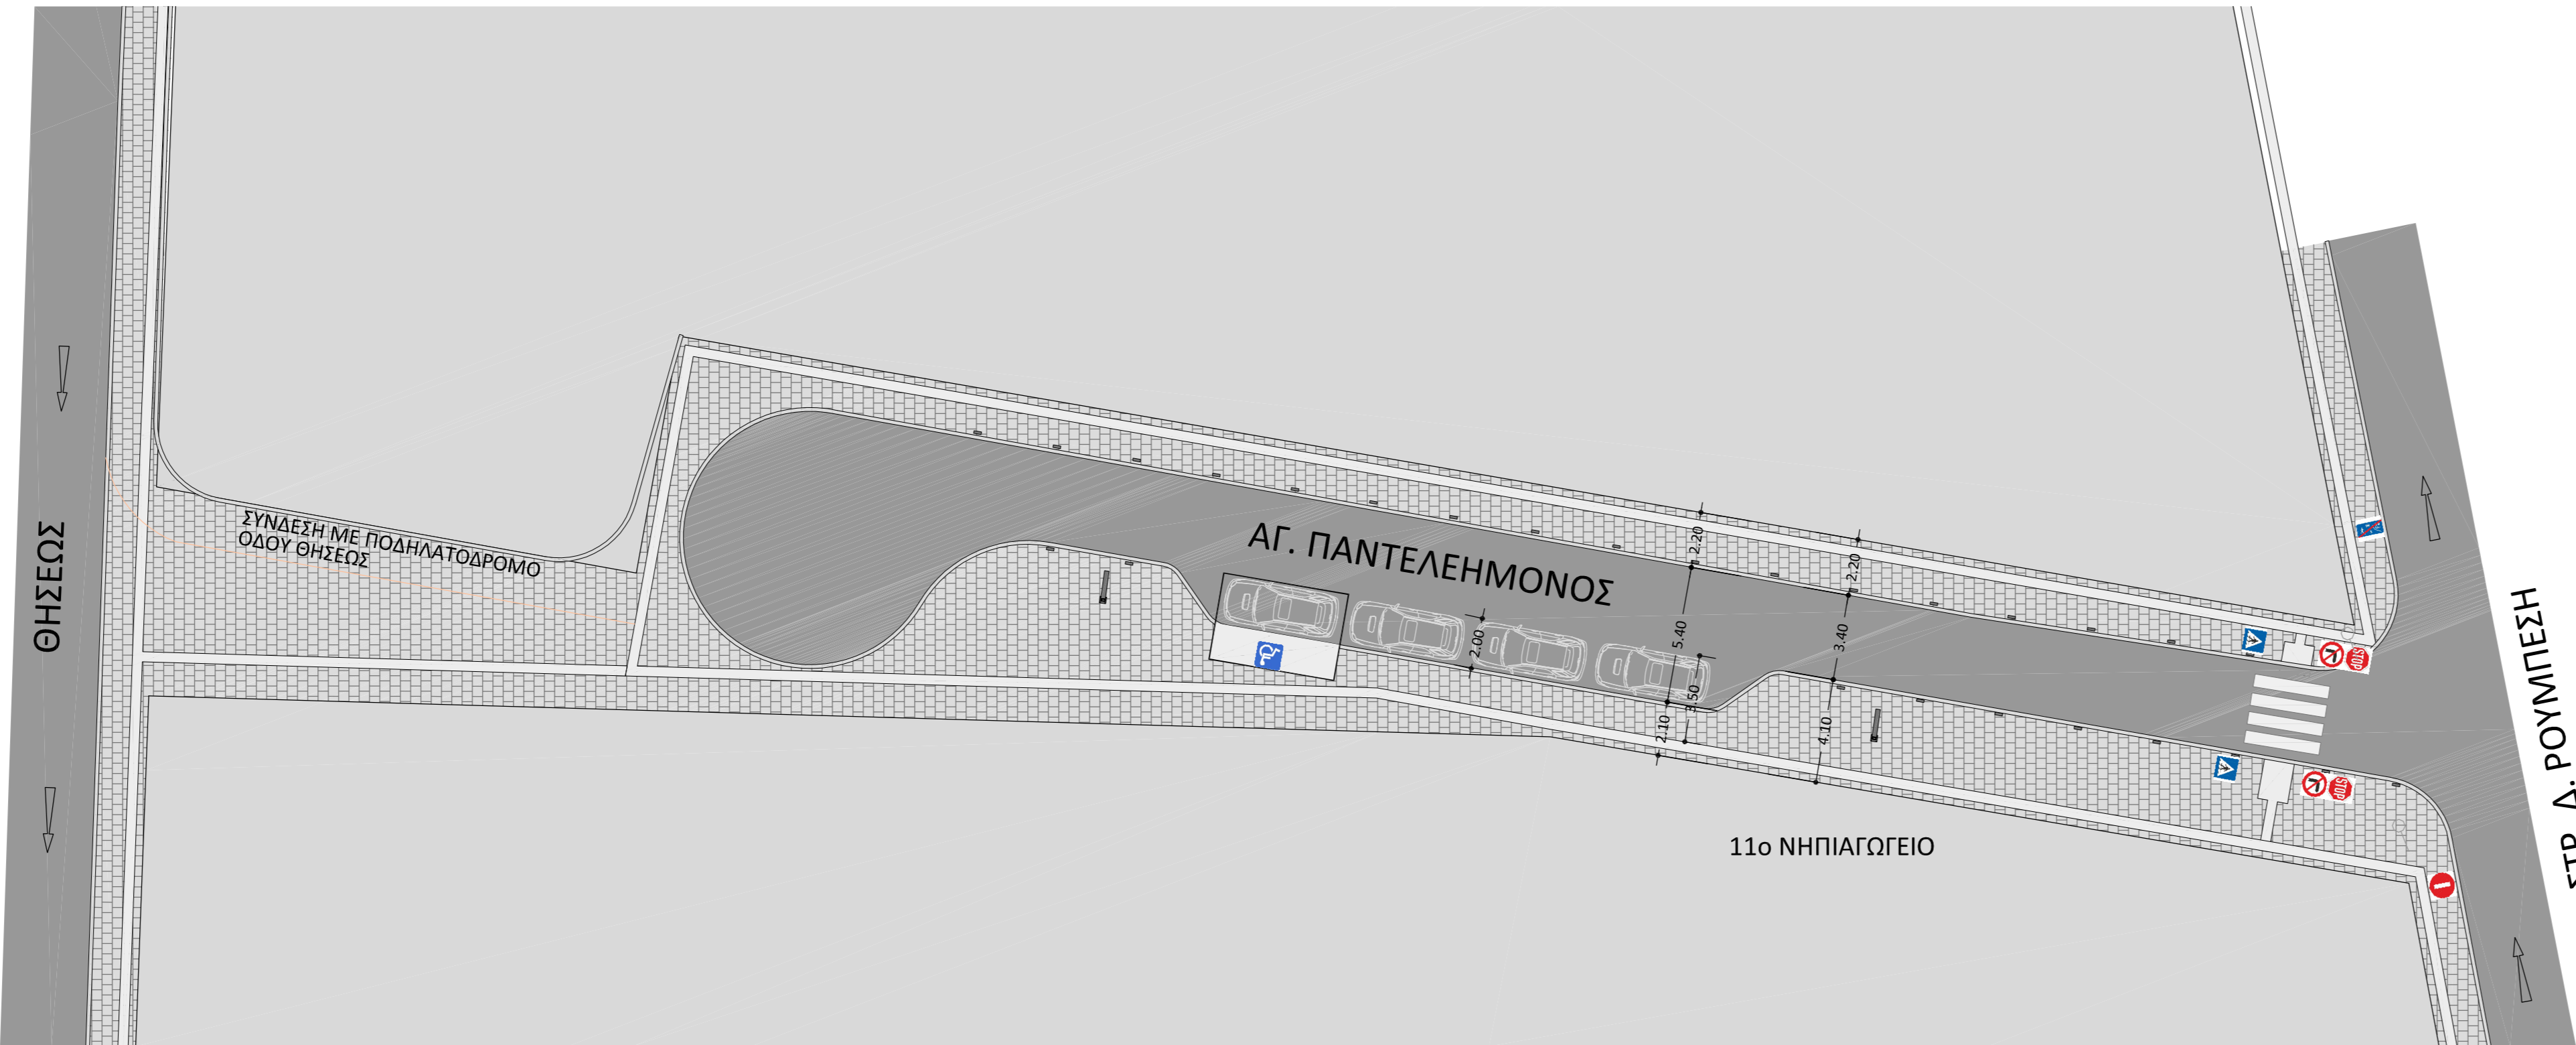 ΘΗΣΕΩΣ
ΣΥΝΔΕΣΗ ΜΕ ΠΟΔΗΛΑΤΟΔΡΟΜΟ
ΟΔΟΥ ΘΗΣΕΩΣ
ΑΓ. ΠΑΝΤΕΛΕΗΜΟΝΟΣ
2.20
2.20
2.00
5.40
3.40
3.50
2.10
4.10
11ο ΝΗΠΙΑΓΩΓΕΙΟ
STOP
STOP
ΣΤΡ. Δ. ΡΟΥΜΠΕΣΗ